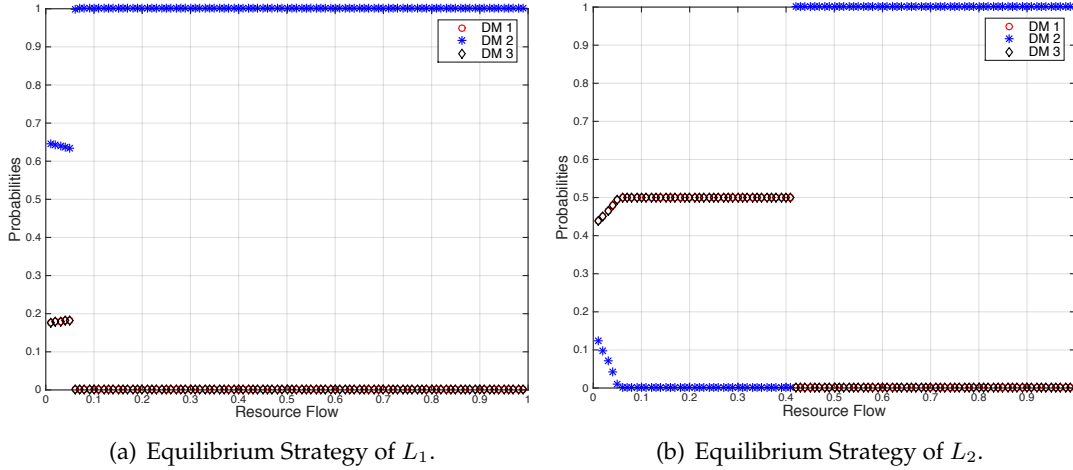 1
0.9
0.8
0.7
0.6
0.5
0.4
0.3
0.2
0.1
0
Probabilities
DM 1
DM 2
DM 3
0 0.1 0.2 0.3 0.4 0.5 0.6 0.7 0.8 0.9 1
Resource Flow
(a) Equilibrium Strategy of L₁.
1
0.9
0.8
0.7
0.6
0.5
0.4
0.3
0.2
0.1
0
Probabilities
DM 1
DM 2
DM 3
0 0.1 0.2 0.3 0.4 0.5 0.6 0.7 0.8 0.9
Resource Flow
(b) Equilibrium Strategy of L₂.